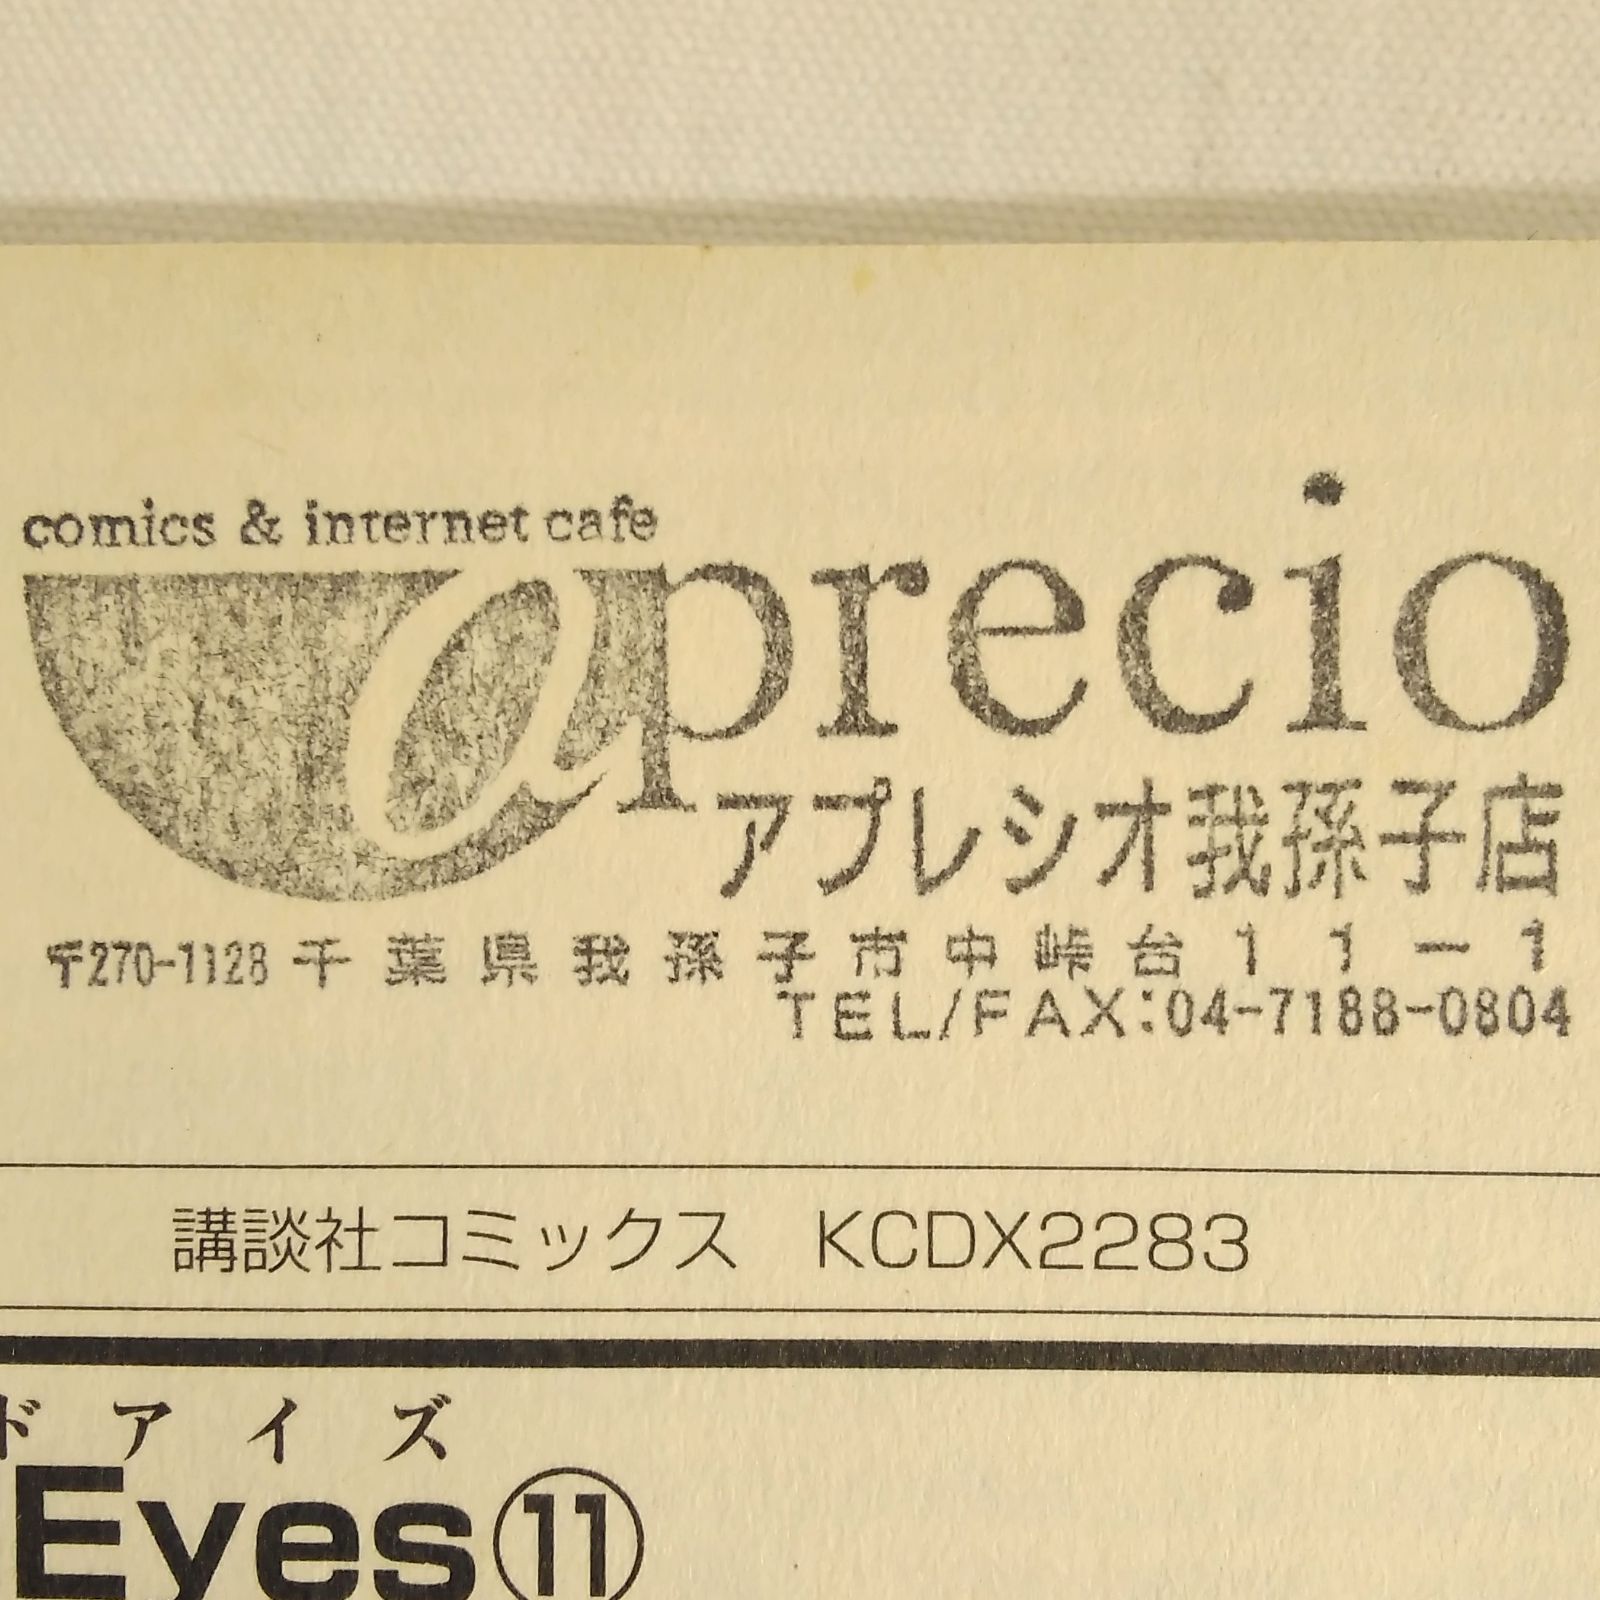 comics & internet cafe
aprecio
アプレシオ我孫子店
〒270-1128 千葉県我孫子市中峠台11-1
TEL/FAX:04-7188-0804
講談社コミックス KCDX2283
ドアイズ
Eyes⑪